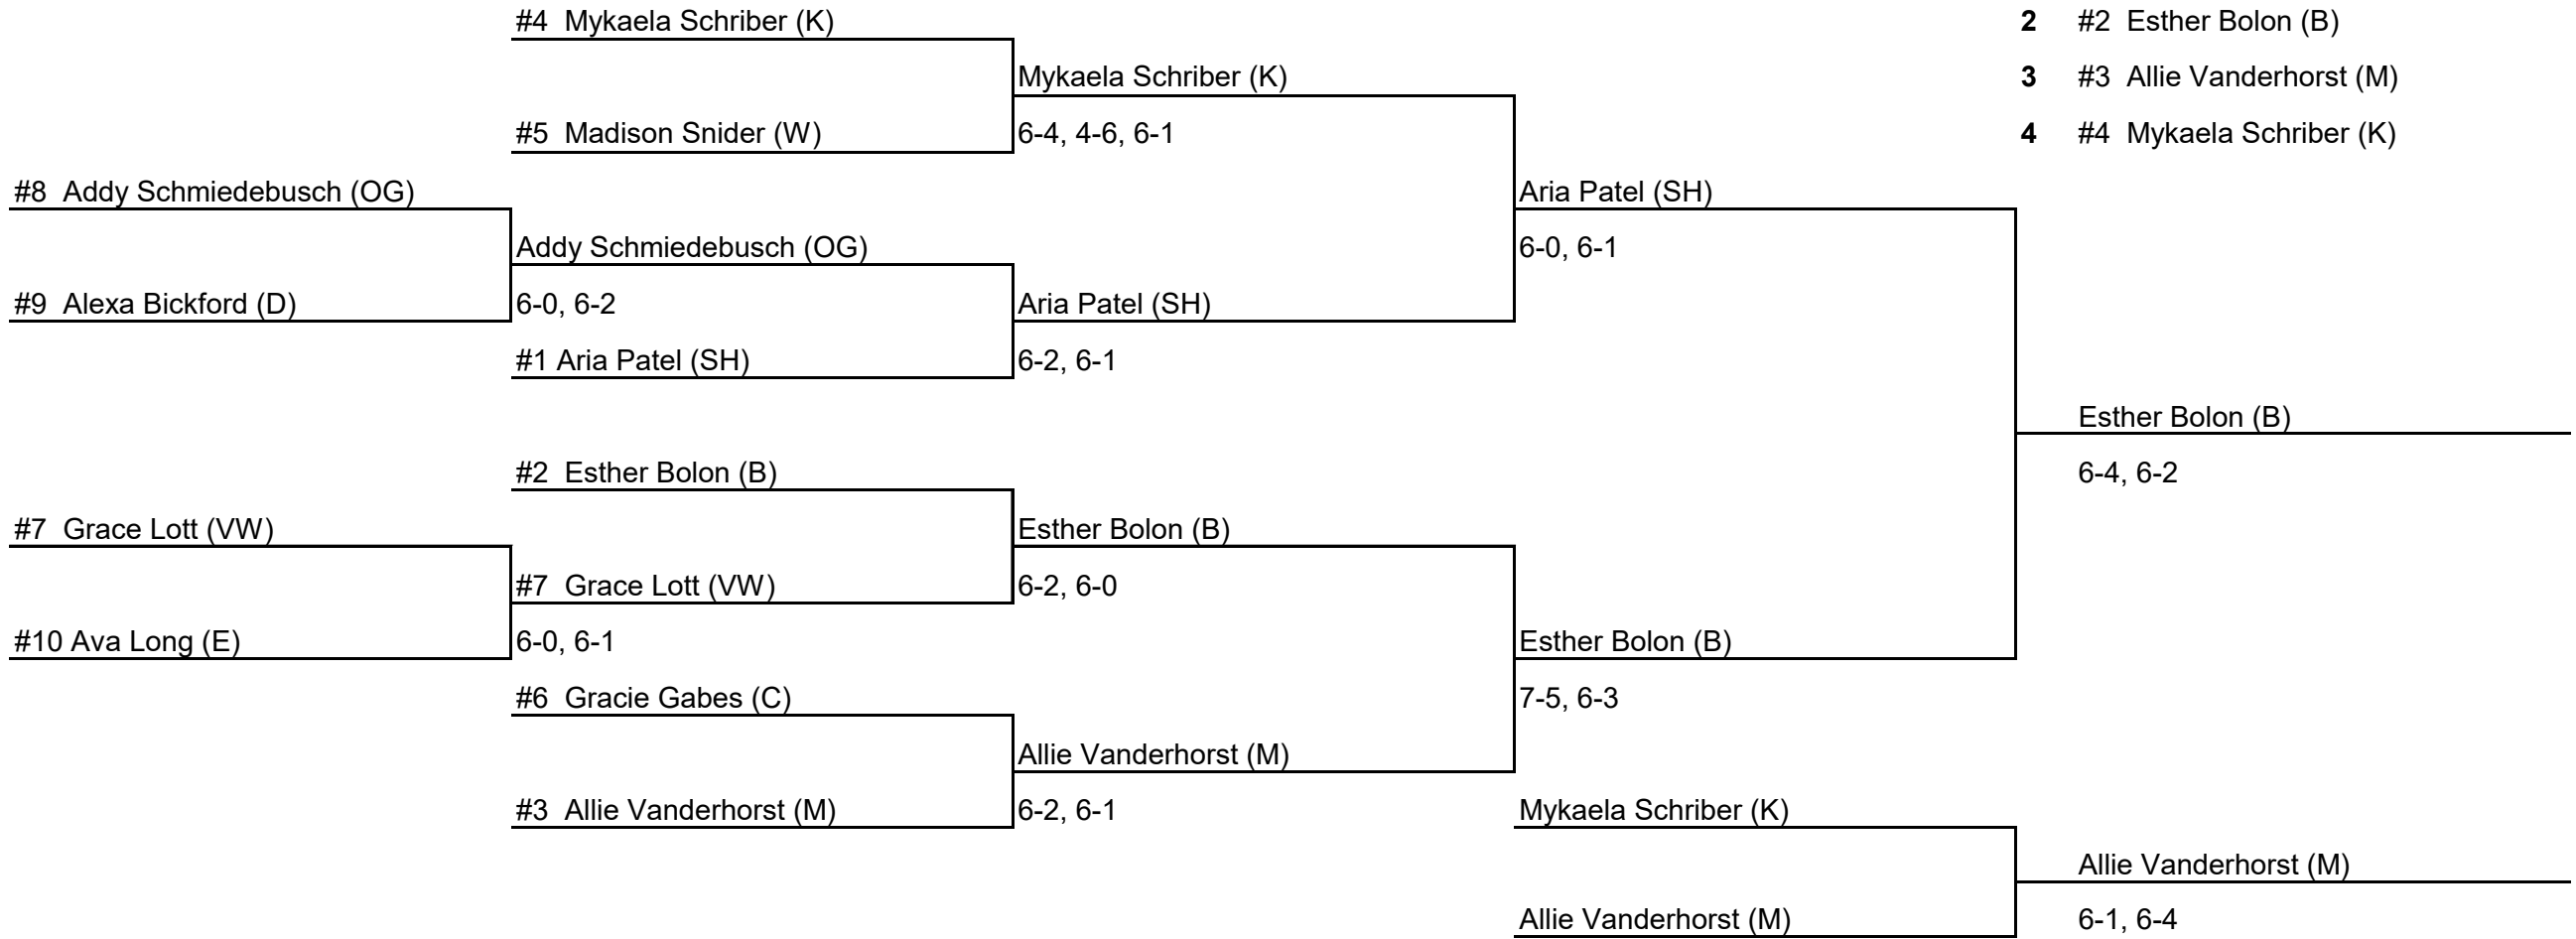 #4 Mykaela Schriber (K)
2 #2 Esther Bolon (B)
Mykaela Schriber (K)
3 #3 Allie Vanderhorst (M)
#5 Madison Snider (W)
6-4, 4-6, 6-1
4 #4 Mykaela Schriber (K)
#8 Addy Schmiedebusch (OG)
Aria Patel (SH)
Addy Schmiedebusch (OG)
6-0, 6-1
#9 Alexa Bickford (D)
6-0, 6-2
Aria Patel (SH)
#1 Aria Patel (SH)
6-2, 6-1
Esther Bolon (B)
#2 Esther Bolon (B)
6-4, 6-2
#7 Grace Lott (VW)
Esther Bolon (B)
#7 Grace Lott (VW)
6-2, 6-0
#10 Ava Long (E)
6-0, 6-1
Esther Bolon (B)
#6 Gracie Gabes (C)
7-5, 6-3
Allie Vanderhorst (M)
#3 Allie Vanderhorst (M)
6-2, 6-1
Mykaela Schriber (K)
Allie Vanderhorst (M)
Allie Vanderhorst (M)
6-1, 6-4